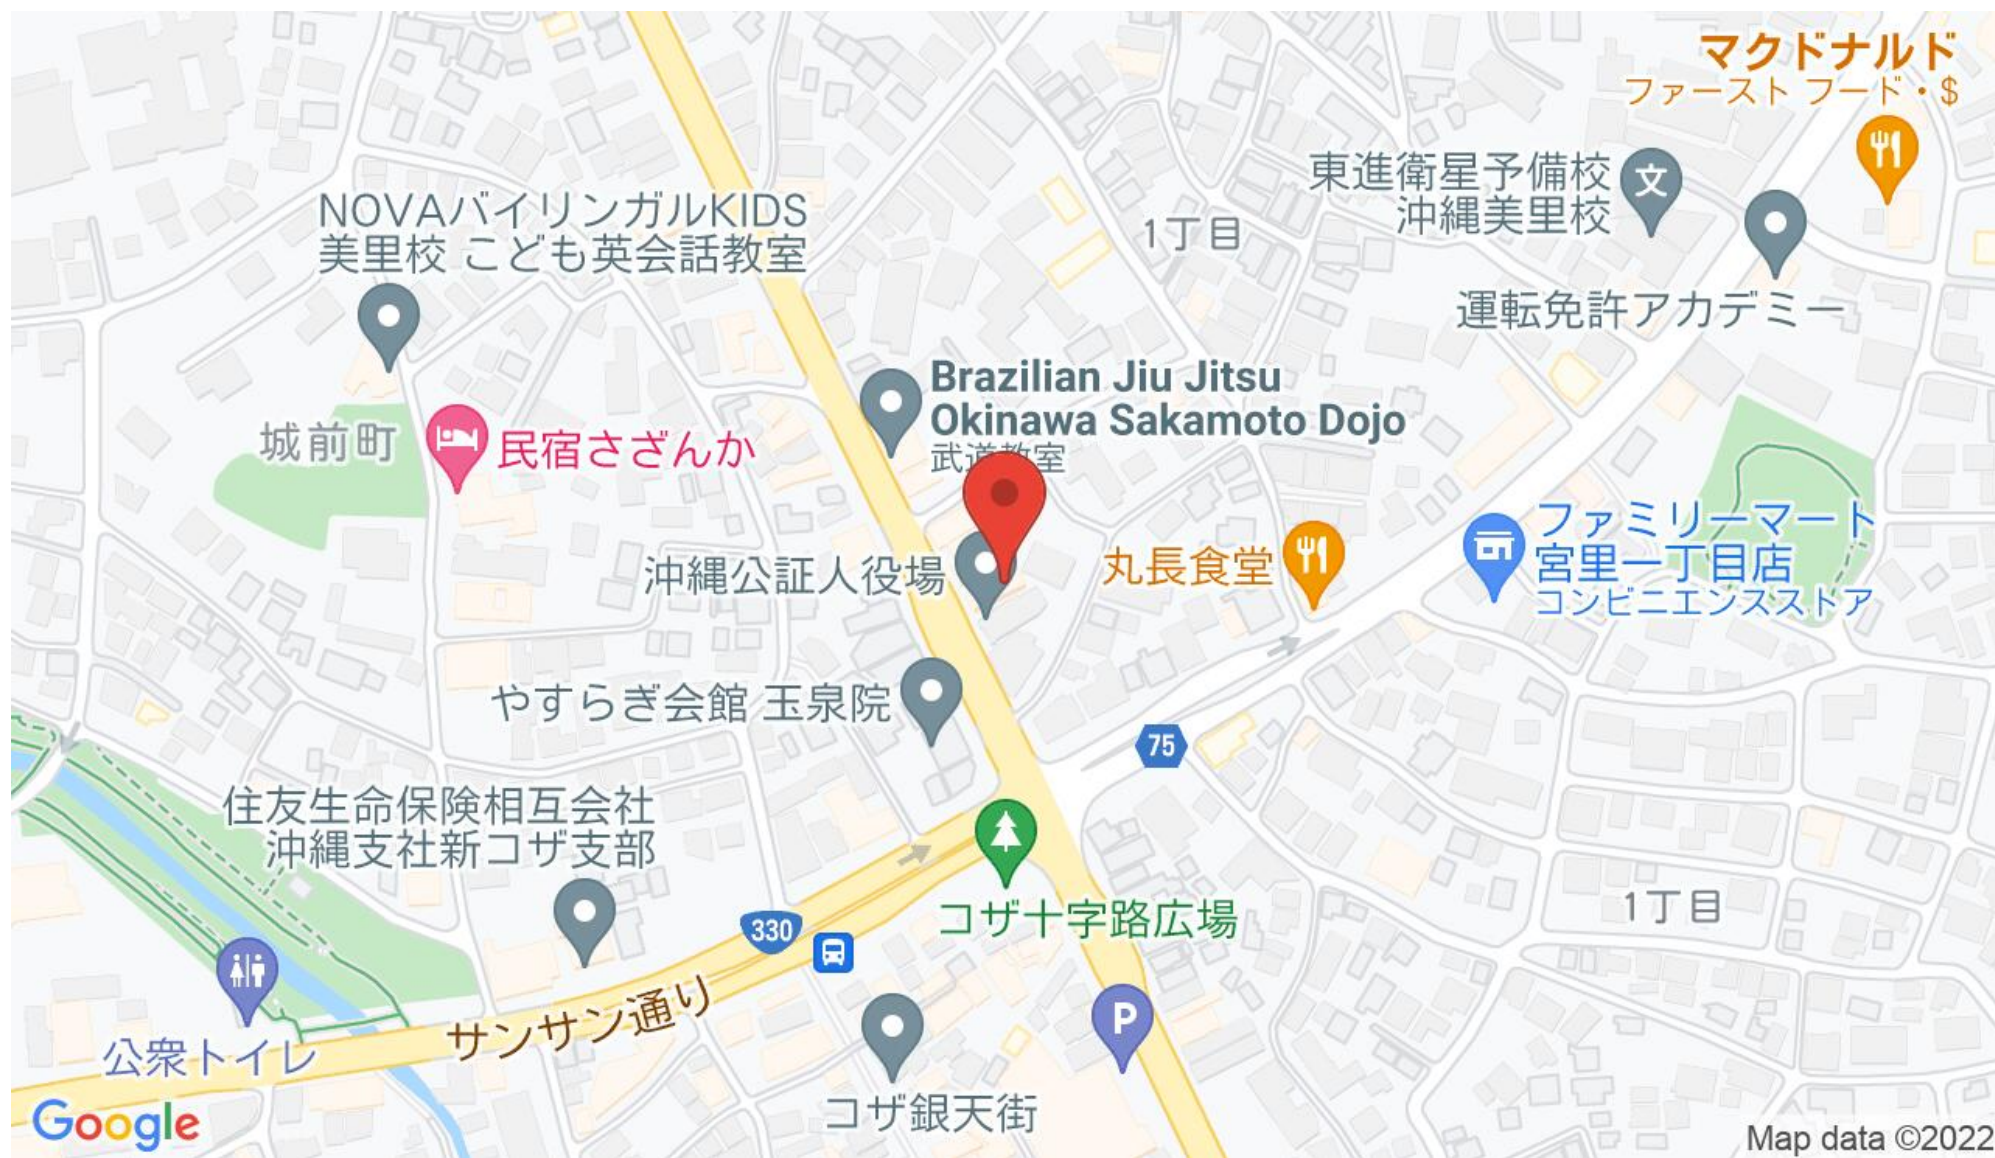 マクドナルド
ファースト フード・$
東進衛星予備校
沖縄美里校
NOVAバイリンガルKIDS
美里校 こども英会話教室
1丁目
運転免許アカデミー
Brazilian Jiu Jitsu
Okinawa Sakamoto Dojo
武道教室
城前町
民宿さざんか
ファミリーマート
宮里一丁目店
コンビニエンスストア
沖縄公証人役場
丸長食堂
やすらぎ会館 玉泉院
75
住友生命保険相互会社
沖縄支社新コザ支部
1丁目
コザ十字路広場
330
サンサン通り
P
公衆トイレ
コザ銀天街
Google
Map data ©2022
文